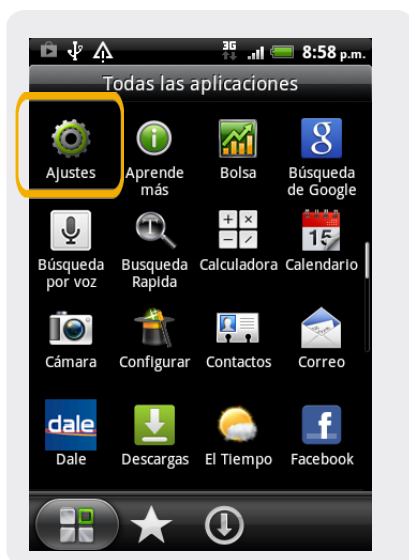 3G 8:58 p.m.
Todas las aplicaciones
Ajustes
Aprende más
Bolsa
8
Búsqueda de Google
Búsqueda por voz
T
Busqueda Rapida
+ ×
− ⁄
Calculadora
15
Calendario
Cámara
Configurar
Contactos
Correo
dale
Dale
Descargas
El Tiempo
f
Facebook